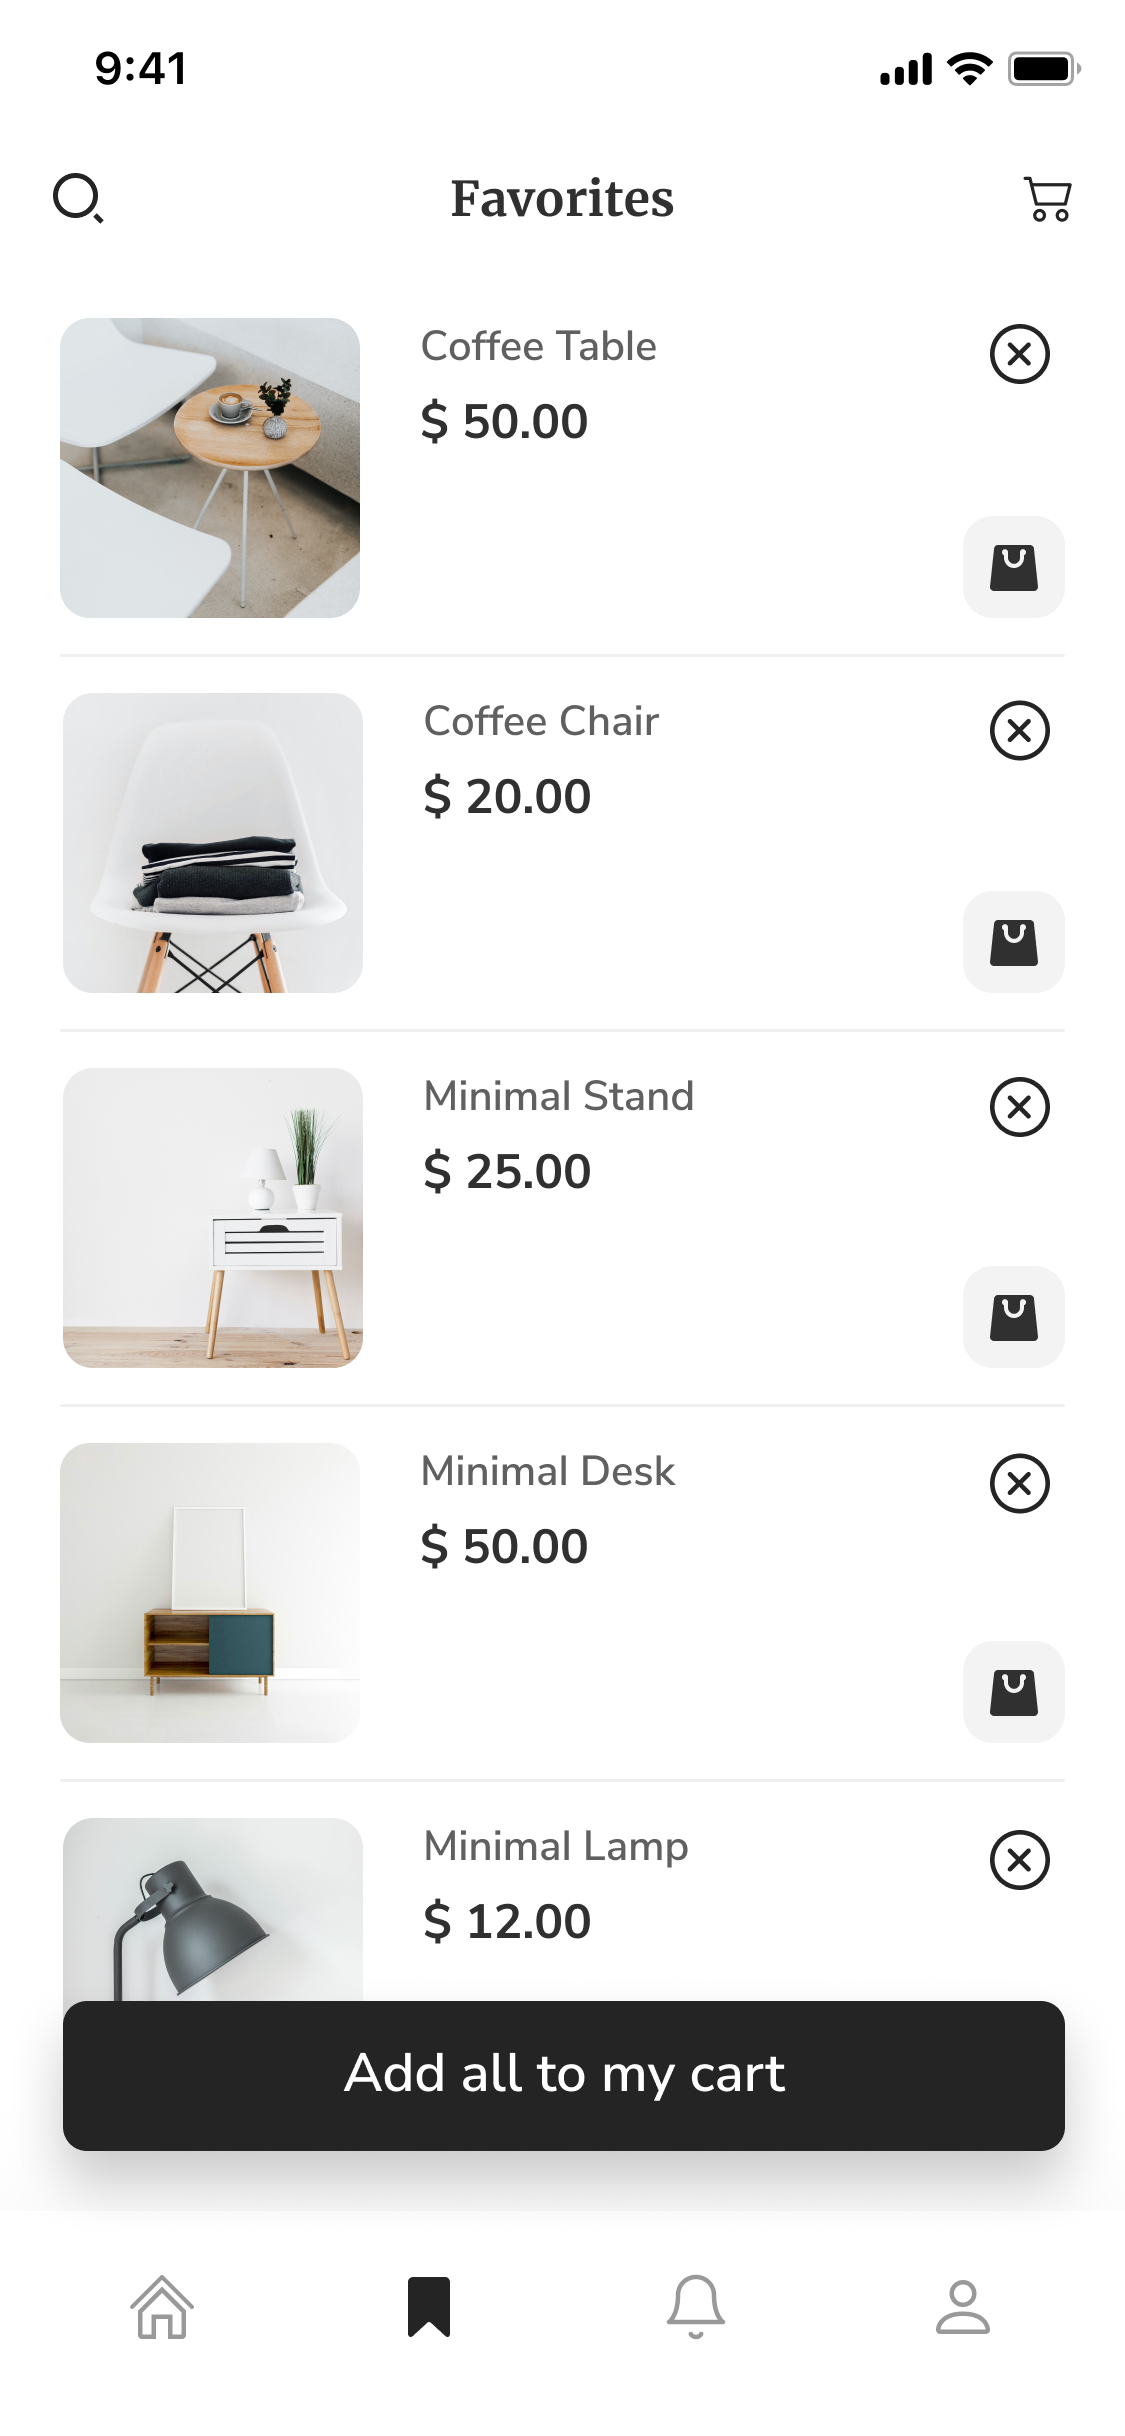 9:41
Favorites
Coffee Table
$ 50.00
Coffee Chair
$ 20.00
Minimal Stand
$ 25.00
Minimal Desk
$ 50.00
Minimal Lamp
$ 12.00
Add all to my cart